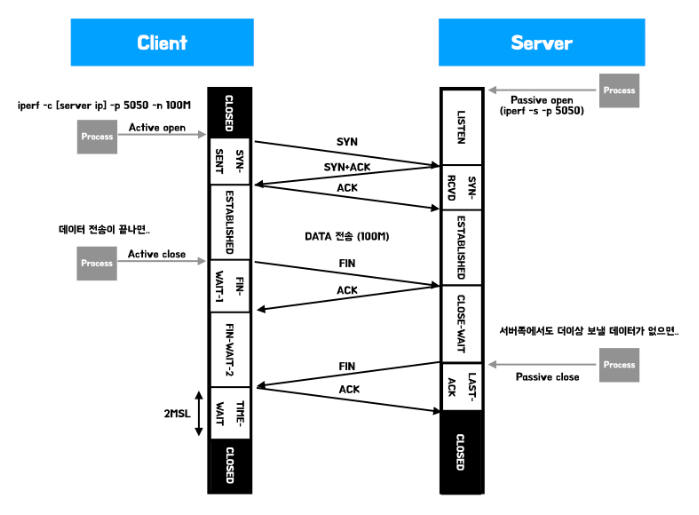 Client
Server
iperf -c [server ip] -p 5050 -n 100M
Process
Active open
CLOSED
SYN-
SENT
ESTABLISHED
데이터 전송이 끝나면..
Process
Active close
FIN-
WAIT-1
FIN-WAIT-2
2MSL
TIME-
WAIT
CLOSED
SYN
SYN+ACK
ACK
DATA 전송 (100M)
FIN
ACK
FIN
ACK
Process
Passive open
(iperf -s -p 5050)
LISTEN
SYN-
RCVD
ESTABLISHED
CLOSE-WAIT
서버쪽에서도 더이상 보낼 데이터가 없으면..
Process
Passive close
LAST-
ACK
CLOSED